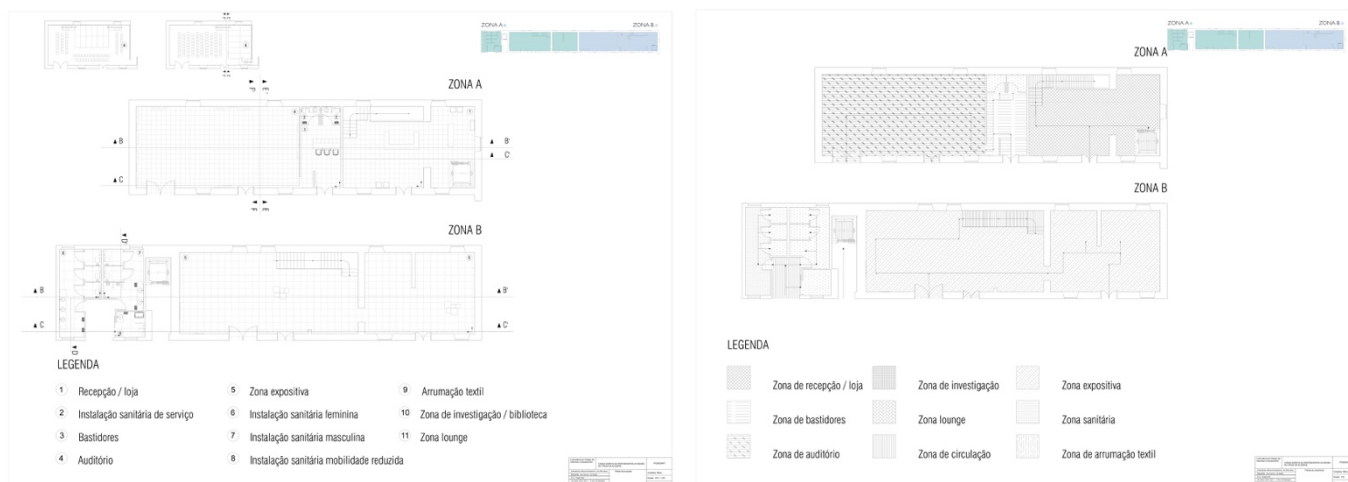 ZONA A
ZONA B
ZONA A
B
B'
C
C'
ZONA B
D
B
B'
C
C'
D
LEGENDA
1 Recepção / loja
2 Instalação sanitária de serviço
3 Bastidores
4 Auditório
5 Zona expositiva
6 Instalação sanitária feminina
7 Instalação sanitária masculina
8 Instalação sanitária mobilidade reduzida
9 Arrumação textil
10 Zona de investigação / biblioteca
11 Zona lounge
ZONA A
ZONA B
ZONA A
ZONA B
LEGENDA
Zona de recepção / loja
Zona de bastidores
Zona de auditório
Zona de investigação
Zona lounge
Zona de circulação
Zona expositiva
Zona sanitária
Zona de arrumação textil